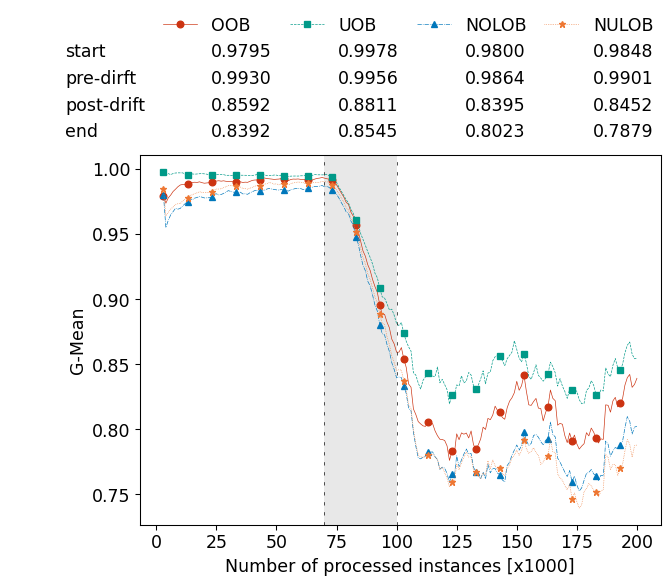 OOB UOB NOLOB NULOB
start 0.9795 0.9978 0.9800 0.9848
pre-dirft 0.9930 0.9956 0.9864 0.9901
post-drift 0.8592 0.8811 0.8395 0.8452
end 0.8392 0.8545 0.8023 0.7879
1.00
0.95
0.90
0.85
0.80
0.75
G-Mean
0 25 50 75 100 125 150 175 200
Number of processed instances [x1000]